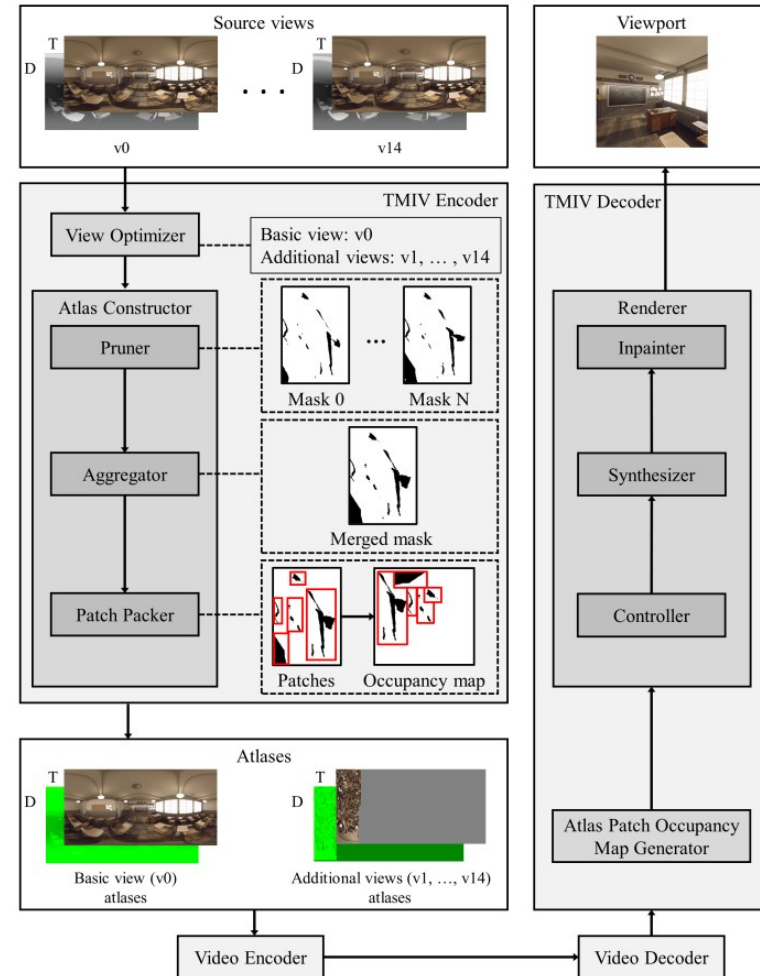 Source views
T
D
v0
. . .
T
D
v14
TMIV Encoder
View Optimizer
Basic view: v0
Additional views: v1, … , v14
Atlas Constructor
Pruner
Mask 0
...
Mask N
Aggregator
Merged mask
Patch Packer
Patches
Occupancy map
Atlases
T
D
Basic view (v0)
atlases
T
D
Additional views (v1, …, v14)
atlases
Video Encoder
Viewport
TMIV Decoder
Renderer
Inpainter
Synthesizer
Controller
Atlas Patch Occupancy
Map Generator
Video Decoder